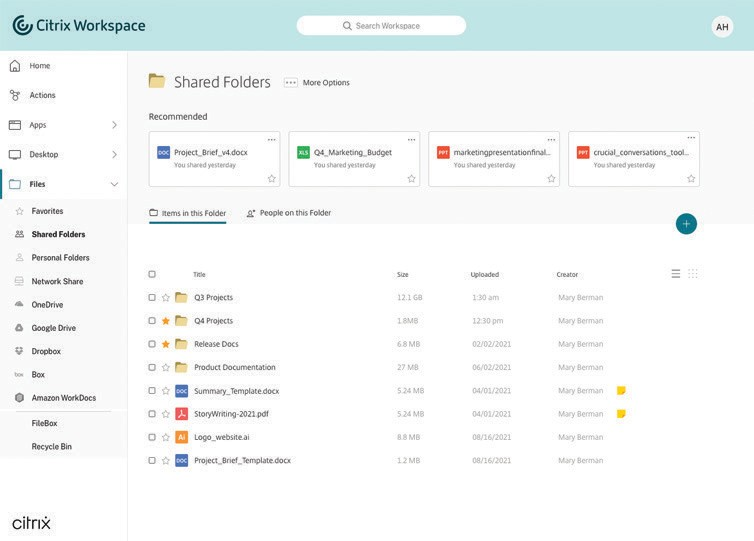 Citrix Workspace
Search Workspace
AH
Home
Actions
Apps
Desktop
Files
Favorites
Shared Folders
Personal Folders
Network Share
OneDrive
Google Drive
Dropbox
box Box
Amazon WorkDocs
FileBox
Recycle Bin
citrix
Shared Folders
More Options
Recommended
DOC Project_Brief_v4.docx
You shared yesterday
XLS Q4_Marketing_Budget
You shared yesterday
PPT marketingpresentationfinal...
You shared yesterday
PPT crucial_conversations_tool...
You shared yesterday
Items in this Folder People on this Folder
Title Size Uploaded Creator
Q3 Projects 12.1 GB 1:30 am Mary Berman
Q4 Projects 1.8MB 12:30 pm Mary Berman
Release Docs 6.8 MB 02/02/2021 Mary Berman
Product Documentation 27 MB 06/02/2021 Mary Berman
DOC Summary_Template.docx 5.24 MB 04/01/2021 Mary Berman
StoryWriting-2021.pdf 5.24 MB 04/01/2021 Mary Berman
Ai Logo_website.ai 8.8 MB 08/16/2021 Mary Berman
DOC Project_Brief_Template.docx 1.2 MB 08/16/2021 Mary Berman